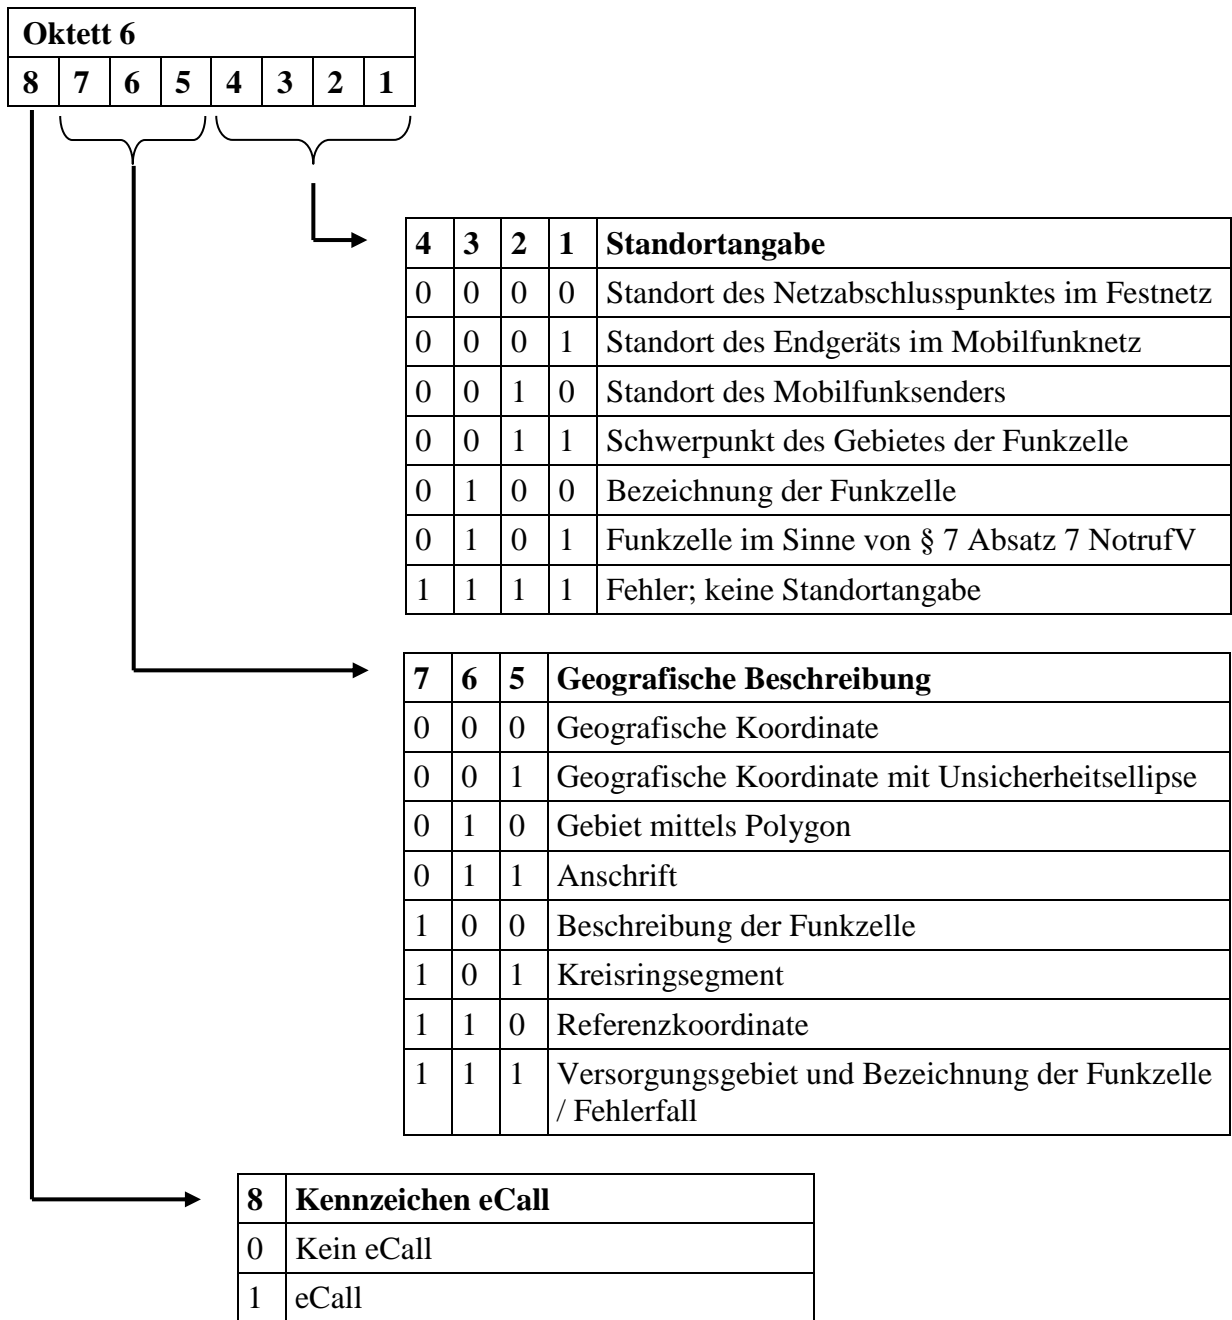 Oktett 6
8 7 6 5 4 3 2 1
4 3 2 1 Standortangabe
0 0 0 0 Standort des Netzabschlusspunktes im Festnetz
0 0 0 1 Standort des Endgeräts im Mobilfunknetz
0 0 1 0 Standort des Mobilfunksenders
0 0 1 1 Schwerpunkt des Gebietes der Funkzelle
0 1 0 0 Bezeichnung der Funkzelle
0 1 0 1 Funkzelle im Sinne von § 7 Absatz 7 NotrufV
1 1 1 1 Fehler; keine Standortangabe
7 6 5 Geografische Beschreibung
0 0 0 Geografische Koordinate
0 0 1 Geografische Koordinate mit Unsicherheitsellipse
0 1 0 Gebiet mittels Polygon
0 1 1 Anschrift
1 0 0 Beschreibung der Funkzelle
1 0 1 Kreisringsegment
1 1 0 Referenzkoordinate
1 1 1 Versorgungsgebiet und Bezeichnung der Funkzelle
/ Fehlerfall
8 Kennzeichen eCall
0 Kein eCall
1 eCall